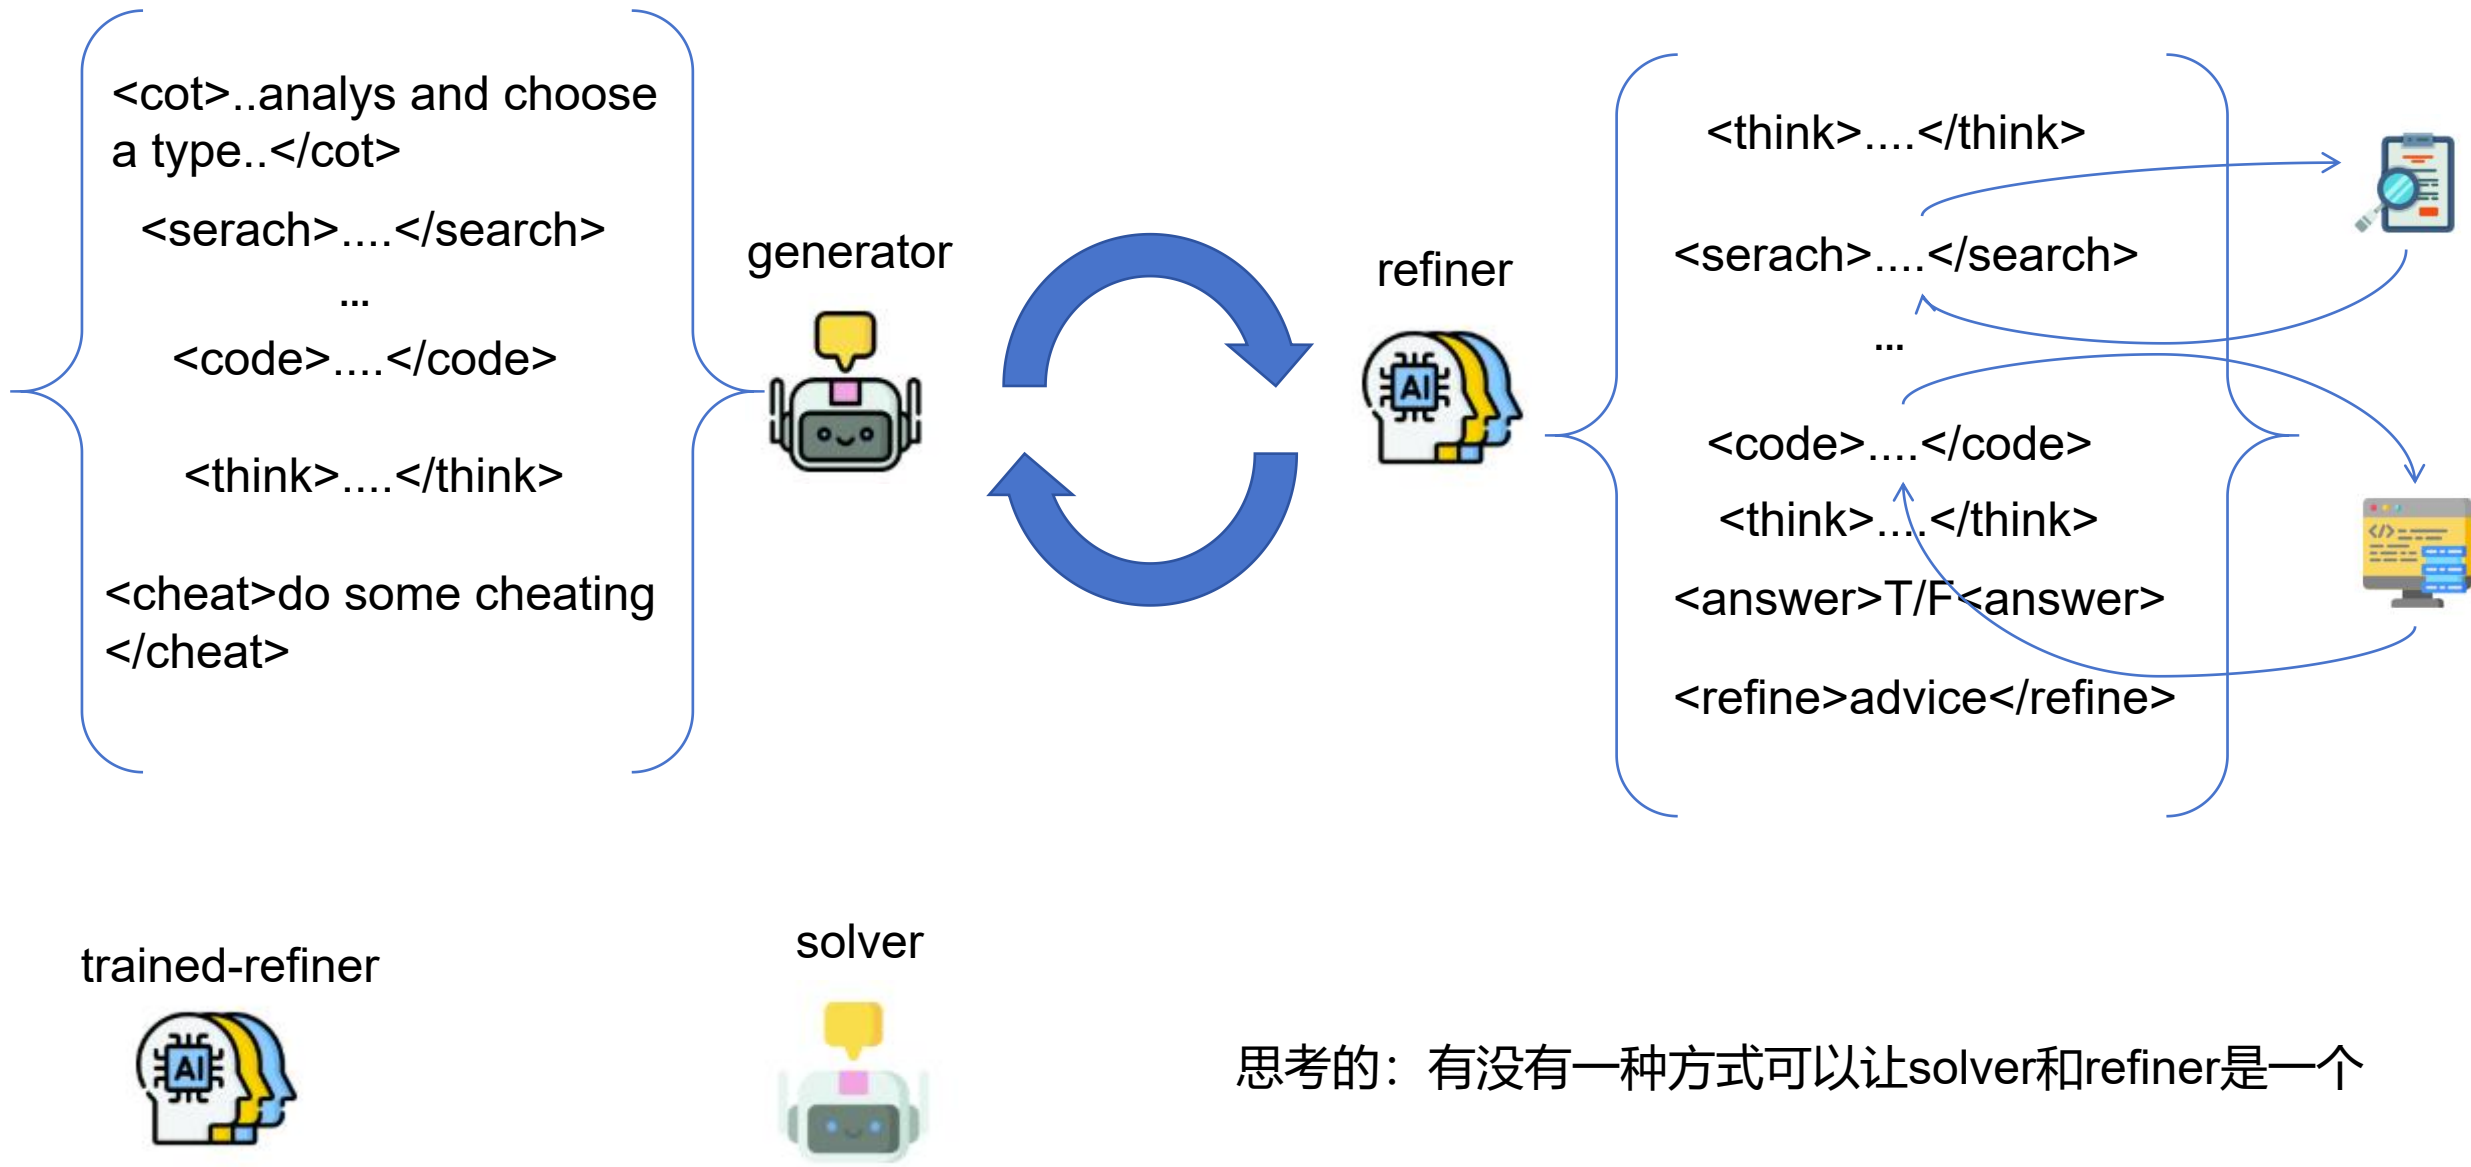 <cot>..analys and choose
a type..</cot>
<serach>....</search>
...
<code>....</code>
<think>....</think>
<cheat>do some cheating
</cheat>
generator
refiner
AI
<think>....</think>
<serach>....</search>
...
<code>....</code>
<think>....</think>
<answer>T/F<answer>
<refine>advice</refine>
</>
trained-refiner
AI
solver
思考的：有没有一种方式可以让solver和refiner是一个